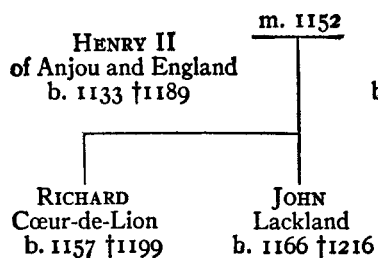 m. 1152
HENRY II
of Anjou and England
b. 1133 †1189
b
RICHARD
Cœur-de-Lion
b. 1157 †1199
JOHN
Lackland
b. 1166 †1216